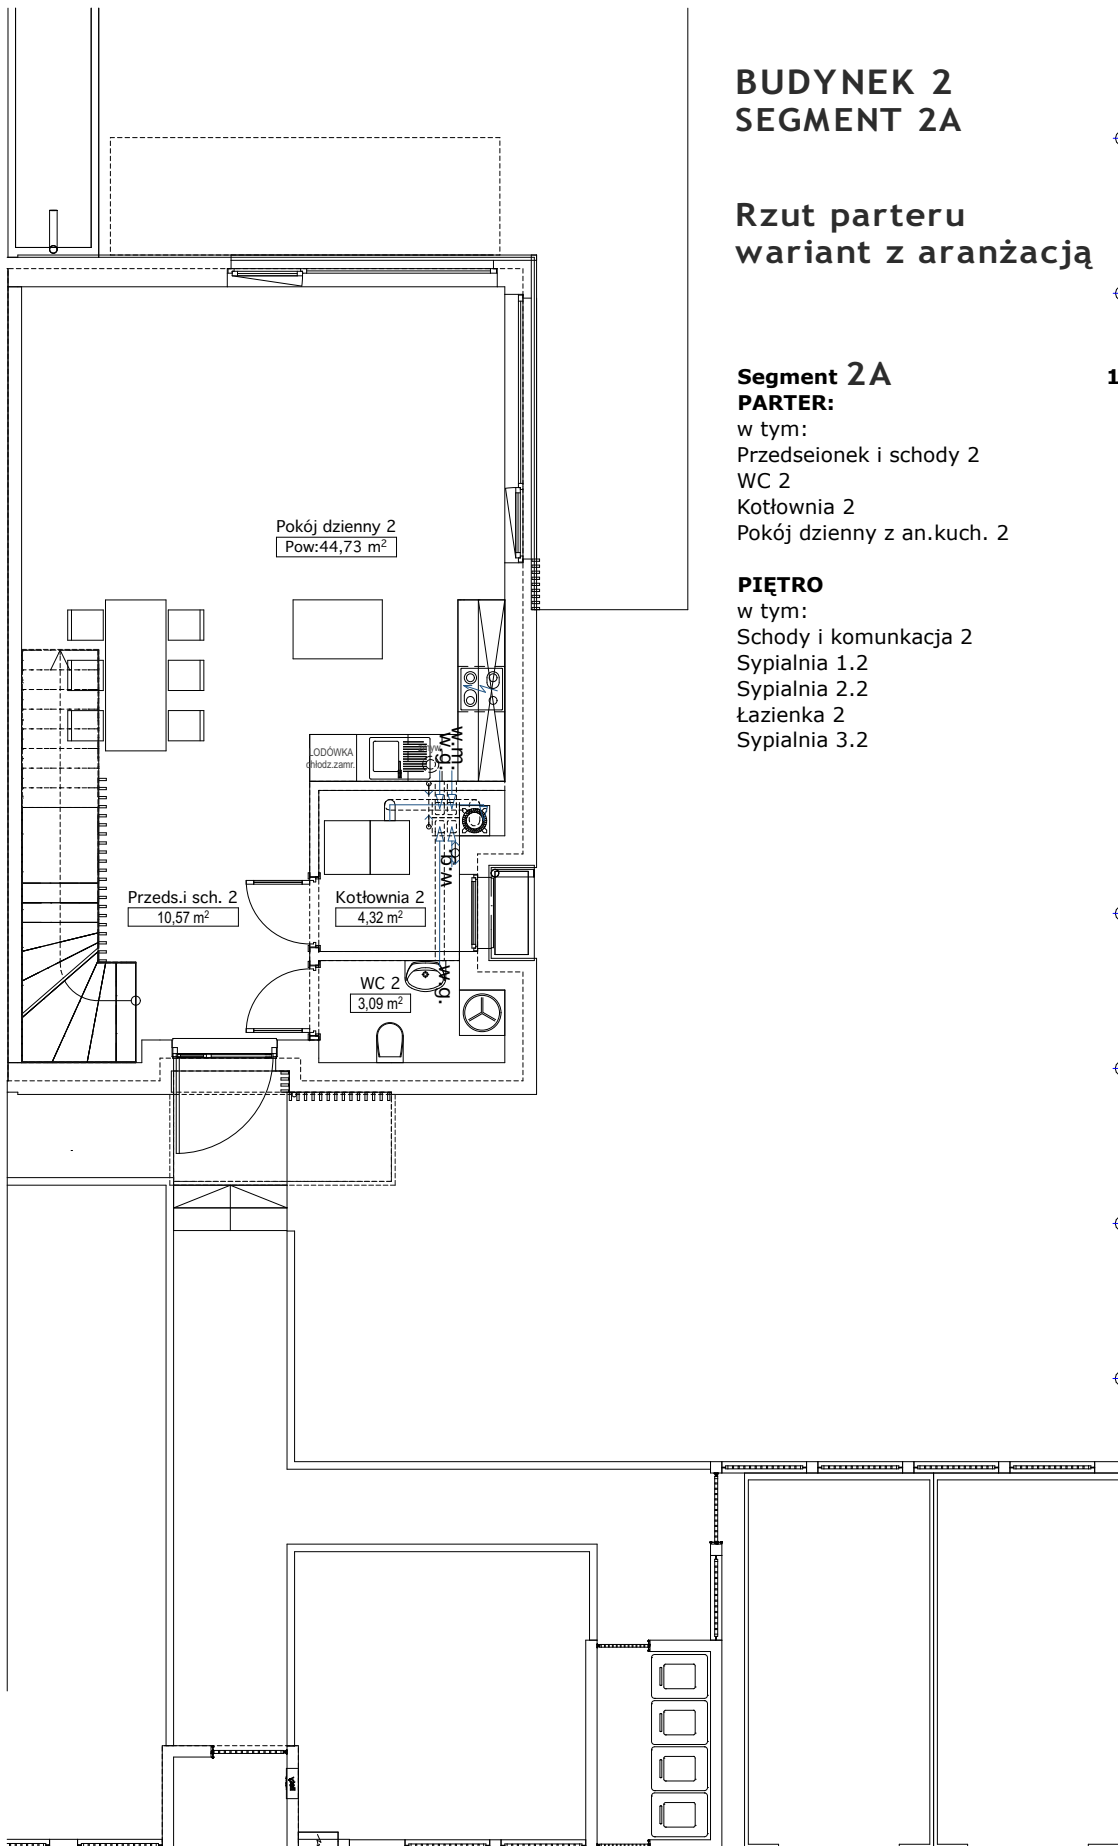 BUDYNEK 2
SEGMENT 2A
Rzut parteru
wariant z aranżacją
Segment 2A 1
PARTER:
w tym:
Przedseionek i schody 2
WC 2
Kotłownia 2
Pokój dzienny z an.kuch. 2
PIĘTRO
w tym:
Schody i komunkacja 2
Sypialnia 1.2
Sypialnia 2.2
Łazienka 2
Sypialnia 3.2
Pokój dzienny 2
Pow:44,73 m²
LODÓWKA
chłodz.zamr.
w.m.
w.g.
w.g.
Przeds.i sch. 2
10,57 m²
Kotłownia 2
4,32 m²
WC 2
3,09 m²
w.g.